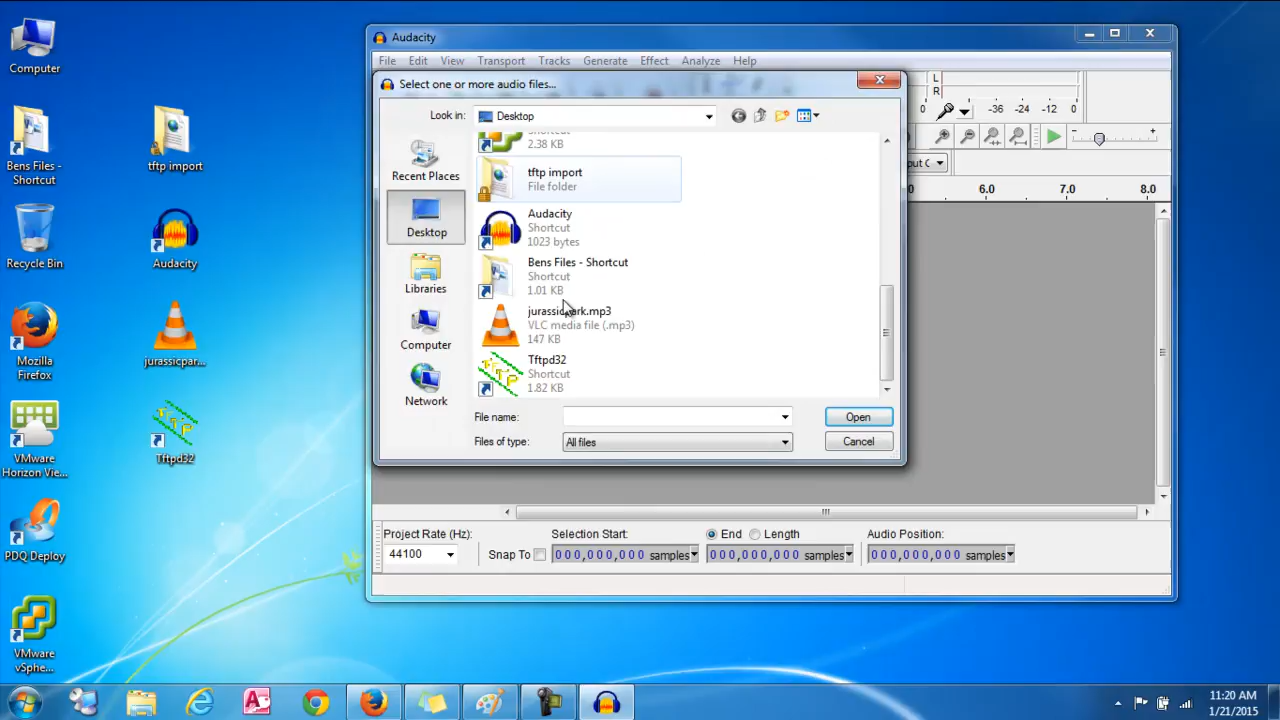 Computer
Bens Files -
Shortcut
Recycle Bin
Mozilla
Firefox
VMware
Horizon Vie...
PDQ Deploy
VMware
vSphe...
tftp import
Audacity
jurassicpar...
Tftpd32
Audacity
File Edit View Transport Tracks Generate Effect Analyze Help
Select one or more audio files...
Look in: Desktop
Recent Places
Desktop
Libraries
Computer
Network
Shortcut
2.38 KB
tftp import
File folder
Audacity
Shortcut
1023 bytes
Bens Files - Shortcut
Shortcut
1.01 KB
jurassicpark.mp3
VLC media file (.mp3)
147 KB
Tftpd32
Shortcut
1.82 KB
File name:
Open
Files of type: All files
Cancel
L
R
-36 -24 -12 0
6.0 7.0 8.0
Project Rate (Hz):
44100
Snap To
Selection Start:
000,000,000 samples
End Length
000,000,000 samples
Audio Position:
000,000,000 samples
11:20 AM
1/21/2015